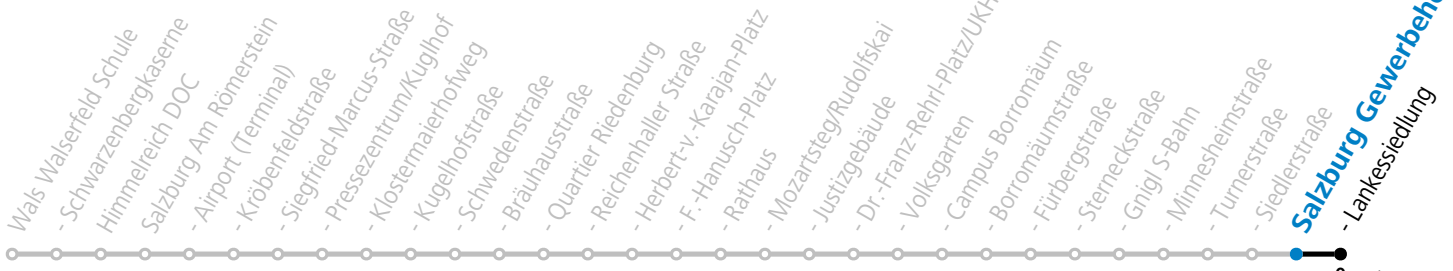 Wals Walserfeld Schule
- Schwarzenbergkaserne
Himmelreich DOC
Salzburg Am Römerstein
- Airport (Terminal)
- Kröbenfeldstraße
- Siegfried-Marcus-Straße
- Pressezentrum/Kuglhof
- Klostermaierhofweg
- Kugelhofstraße
- Schwedenstraße
- Bräuhausstraße
- Quartier Riedenburg
- Reichenhaller Straße
- Herbert-v.-Karajan-Platz
- F.-Hanusch-Platz
- Rathaus
- Mozartsteg/Rudolfskai
- Justizgebäude
- Dr.-Franz-Rehrl-Platz/UKH
- Volksgarten
- Campus Borromäum
- Borromäumstraße
- Fürbergstraße
- Sterneckstraße
- Gnigl S-Bahn
- Minnesheimstraße
- Turnerstraße
- Siedlerstraße
Salzburg Gewerbeho
- Lankessiedlung